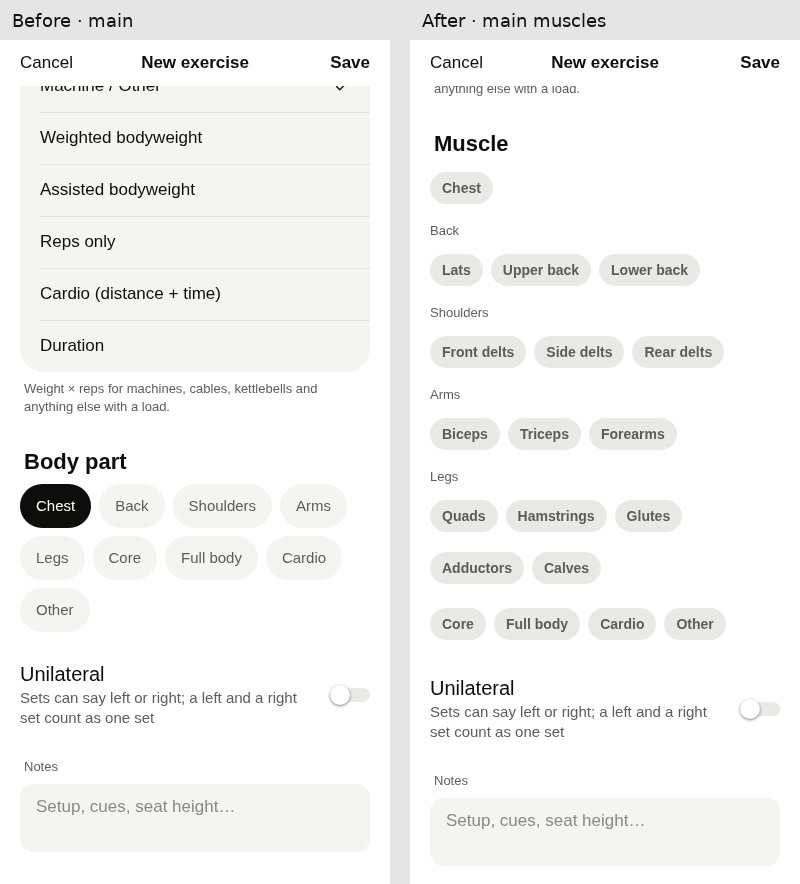 Before · main
Cancel New exercise Save
Machine / Other
Weighted bodyweight
Assisted bodyweight
Reps only
Cardio (distance + time)
Duration
Weight × reps for machines, cables, kettlebells and
anything else with a load.
Body part
Chest Back Shoulders Arms
Legs Core Full body Cardio
Other
Unilateral
Sets can say left or right; a left and a right
set count as one set
Notes
Setup, cues, seat height…
After · main muscles
Cancel New exercise Save
anything else with a load.
Muscle
Chest
Back
Lats Upper back Lower back
Shoulders
Front delts Side delts Rear delts
Arms
Biceps Triceps Forearms
Legs
Quads Hamstrings Glutes
Adductors Calves
Core Full body Cardio Other
Unilateral
Sets can say left or right; a left and a right
set count as one set
Notes
Setup, cues, seat height…